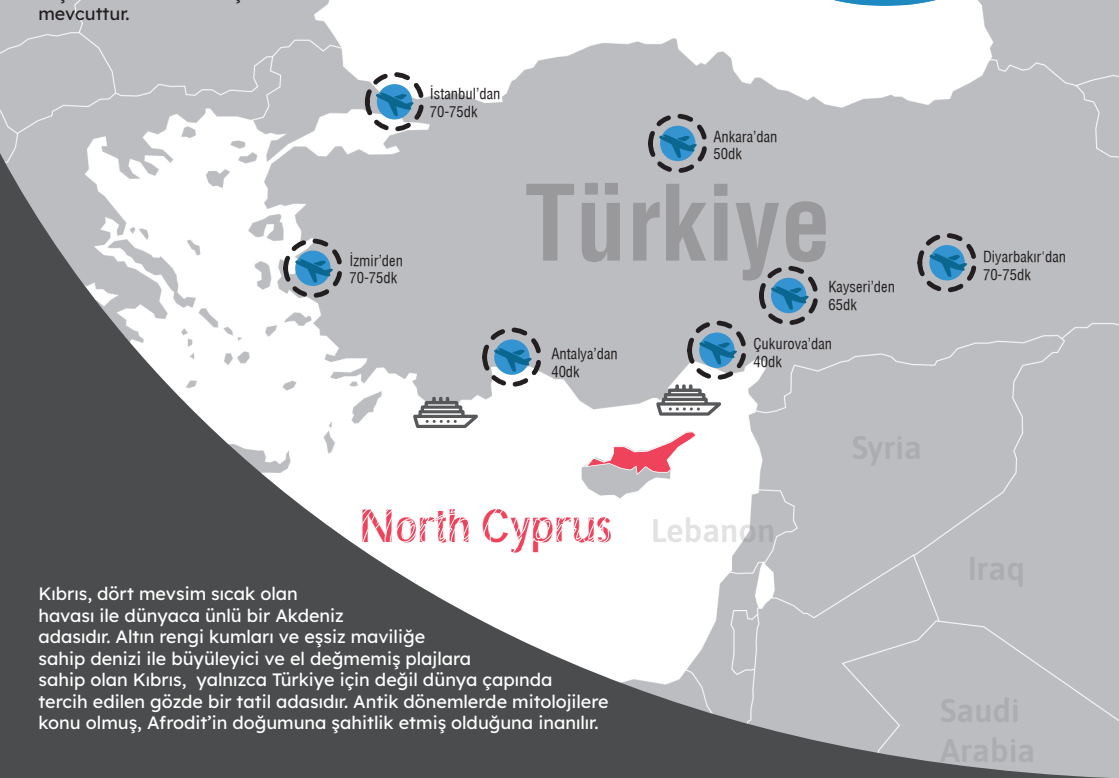 mevcuttur.
İstanbul'dan
70-75dk
Ankara'dan
50dk
Türkiye
İzmir'den
70-75dk
Diyarbakır'dan
70-75dk
Kayseri'den
65dk
Çukurova'dan
40dk
Antalya'dan
40dk
Syria
North Cyprus
Lebanon
Iraq
Kıbrıs, dört mevsim sıcak olan
havası ile dünyaca ünlü bir Akdeniz
adasıdır. Altın rengi kumları ve eşsiz maviliğe
sahip denizi ile büyüleyici ve el değmemiş plajlara
sahip olan Kıbrıs, yalnızca Türkiye için değil dünya çapında
tercih edilen gözde bir tatil adasıdır. Antik dönemlerde mitolojilere
konu olmuş, Afrodit'in doğumuna şahitlik etmiş olduğuna inanılır.
Saudi
Arabia